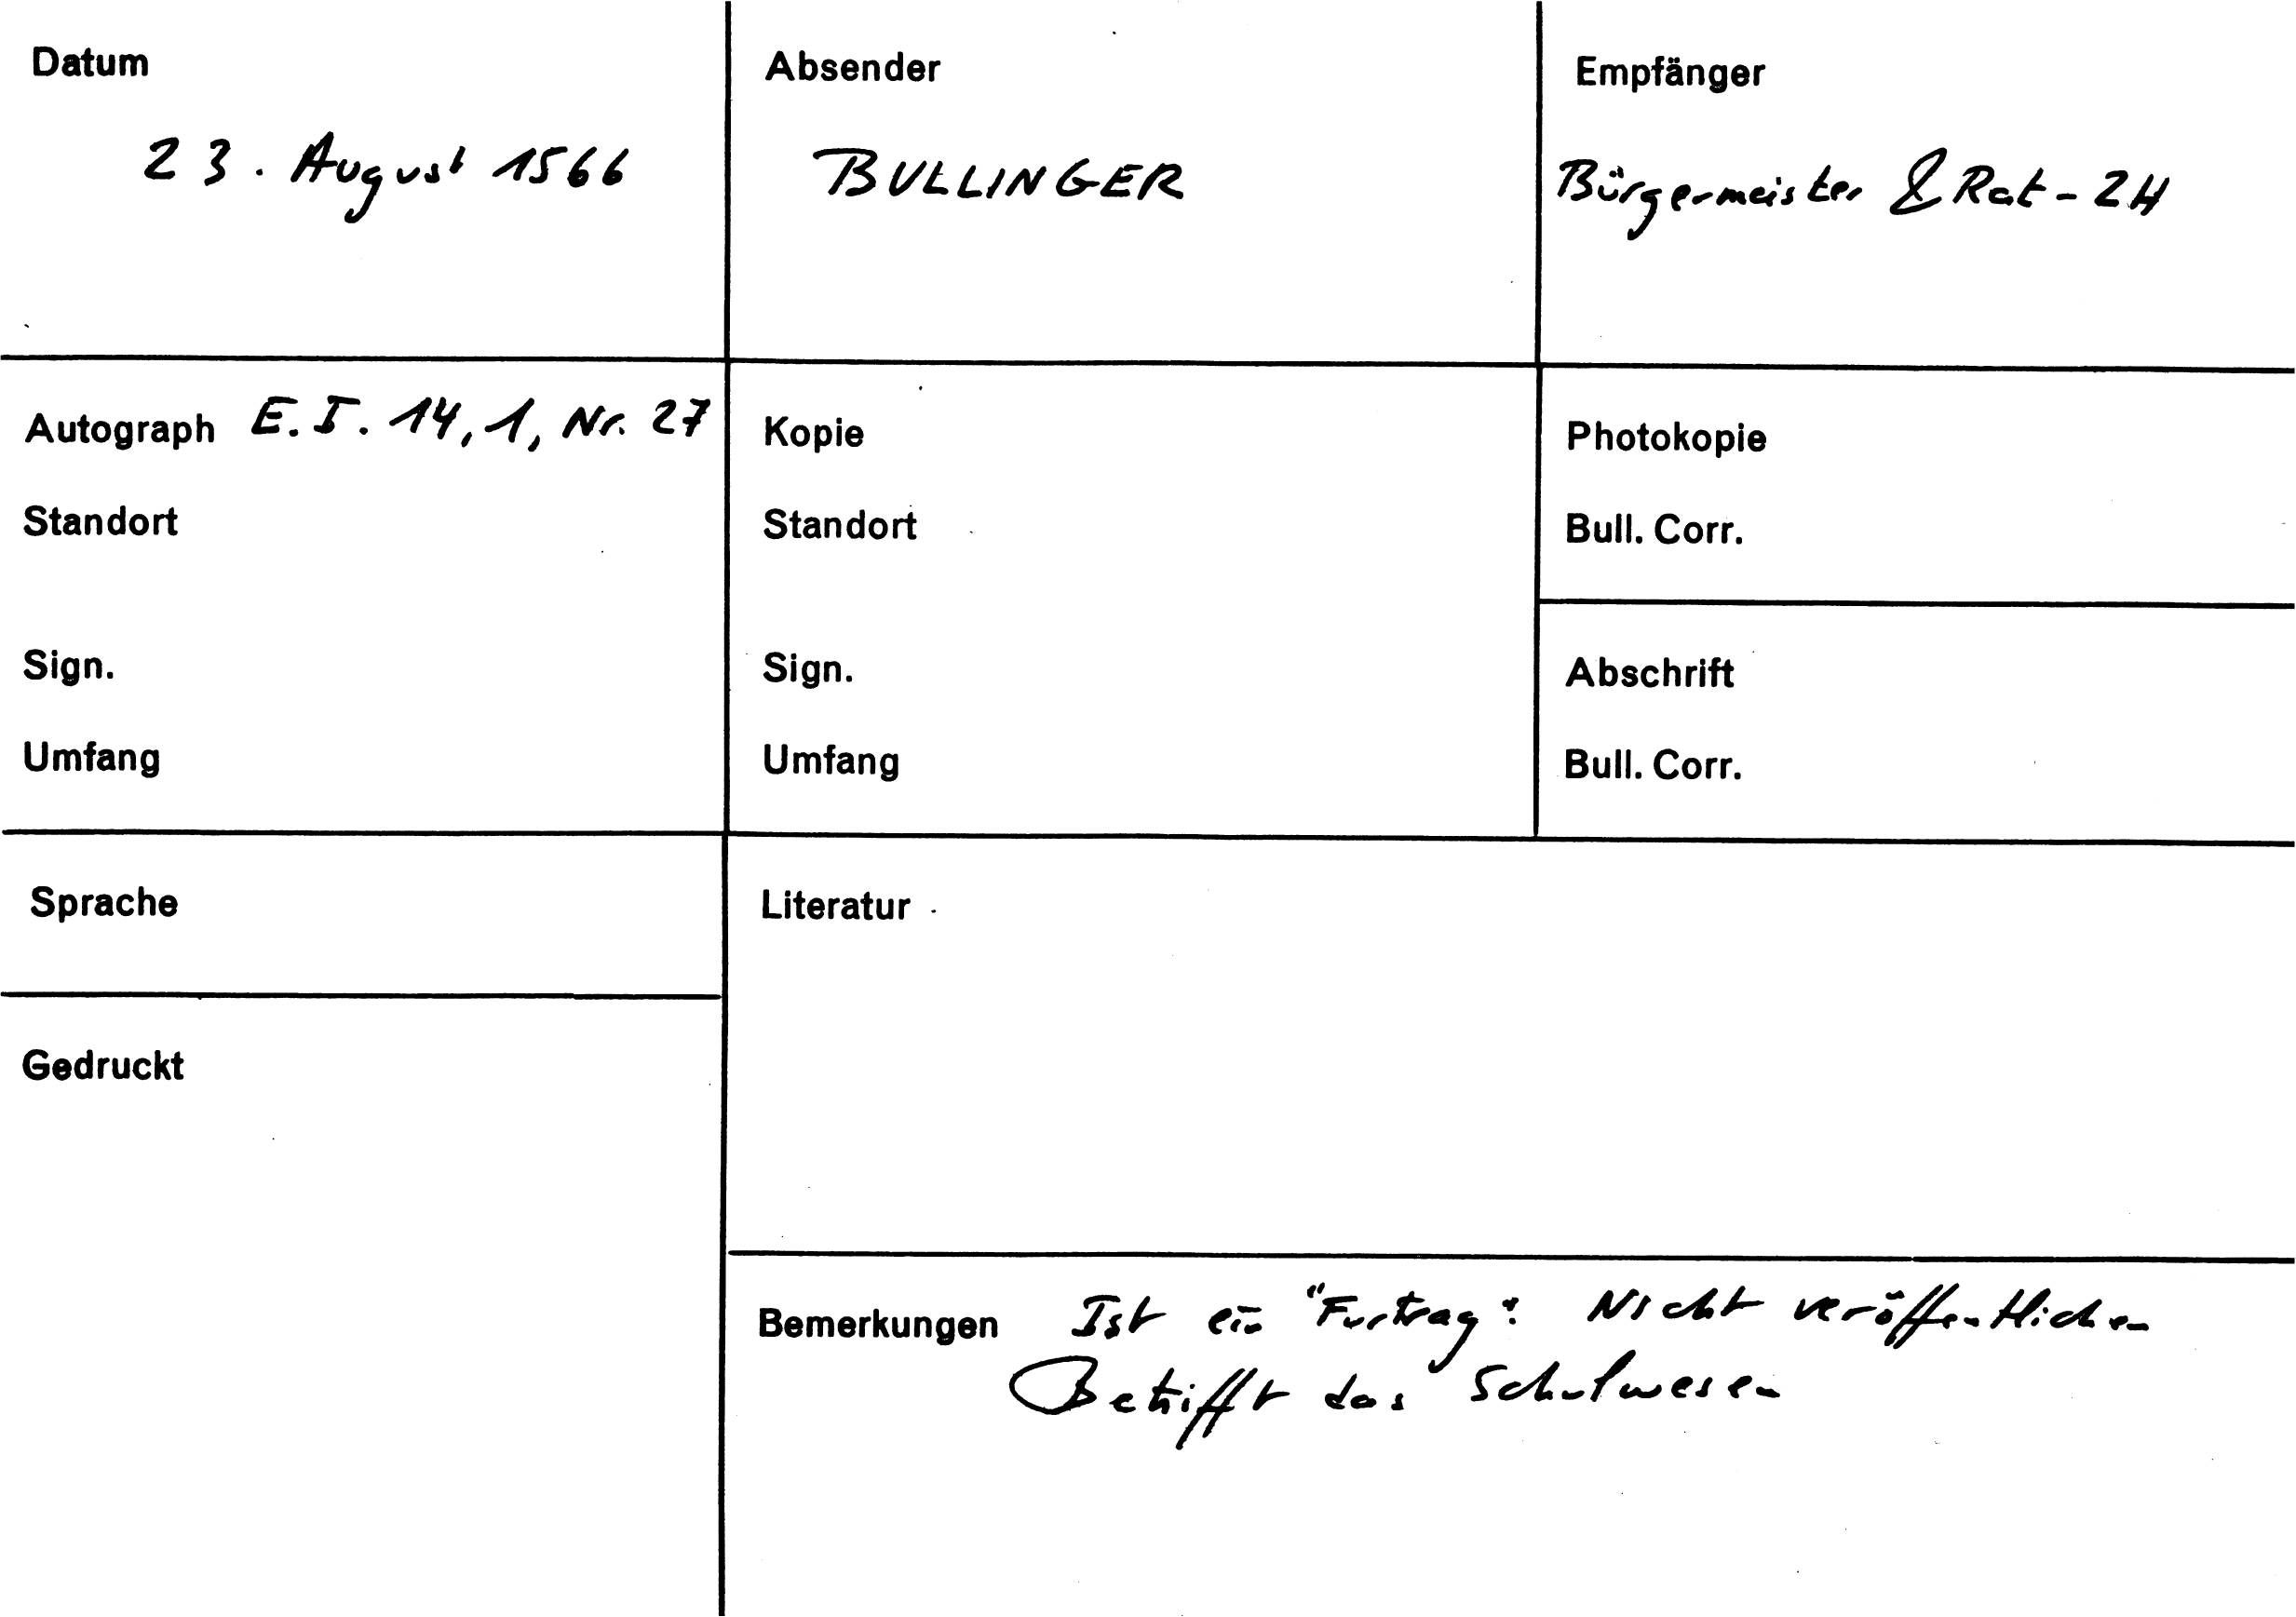 Datum
23. August 1566
Absender
BULLINGER
Empfänger
Bürgermeister & Rat - ZH
Autograph E. I. 14, 1, Nr. 27
Standort
Sign.
Umfang
Kopie
Standort
Sign.
Umfang
Photokopie
Bull. Corr.
Abschrift
Bull. Corr.
Sprache
Literatur
Gedruckt
Bemerkungen Ist ein "Furtrag": Nicht veröffentlichen
Betrifft das Schulwesen